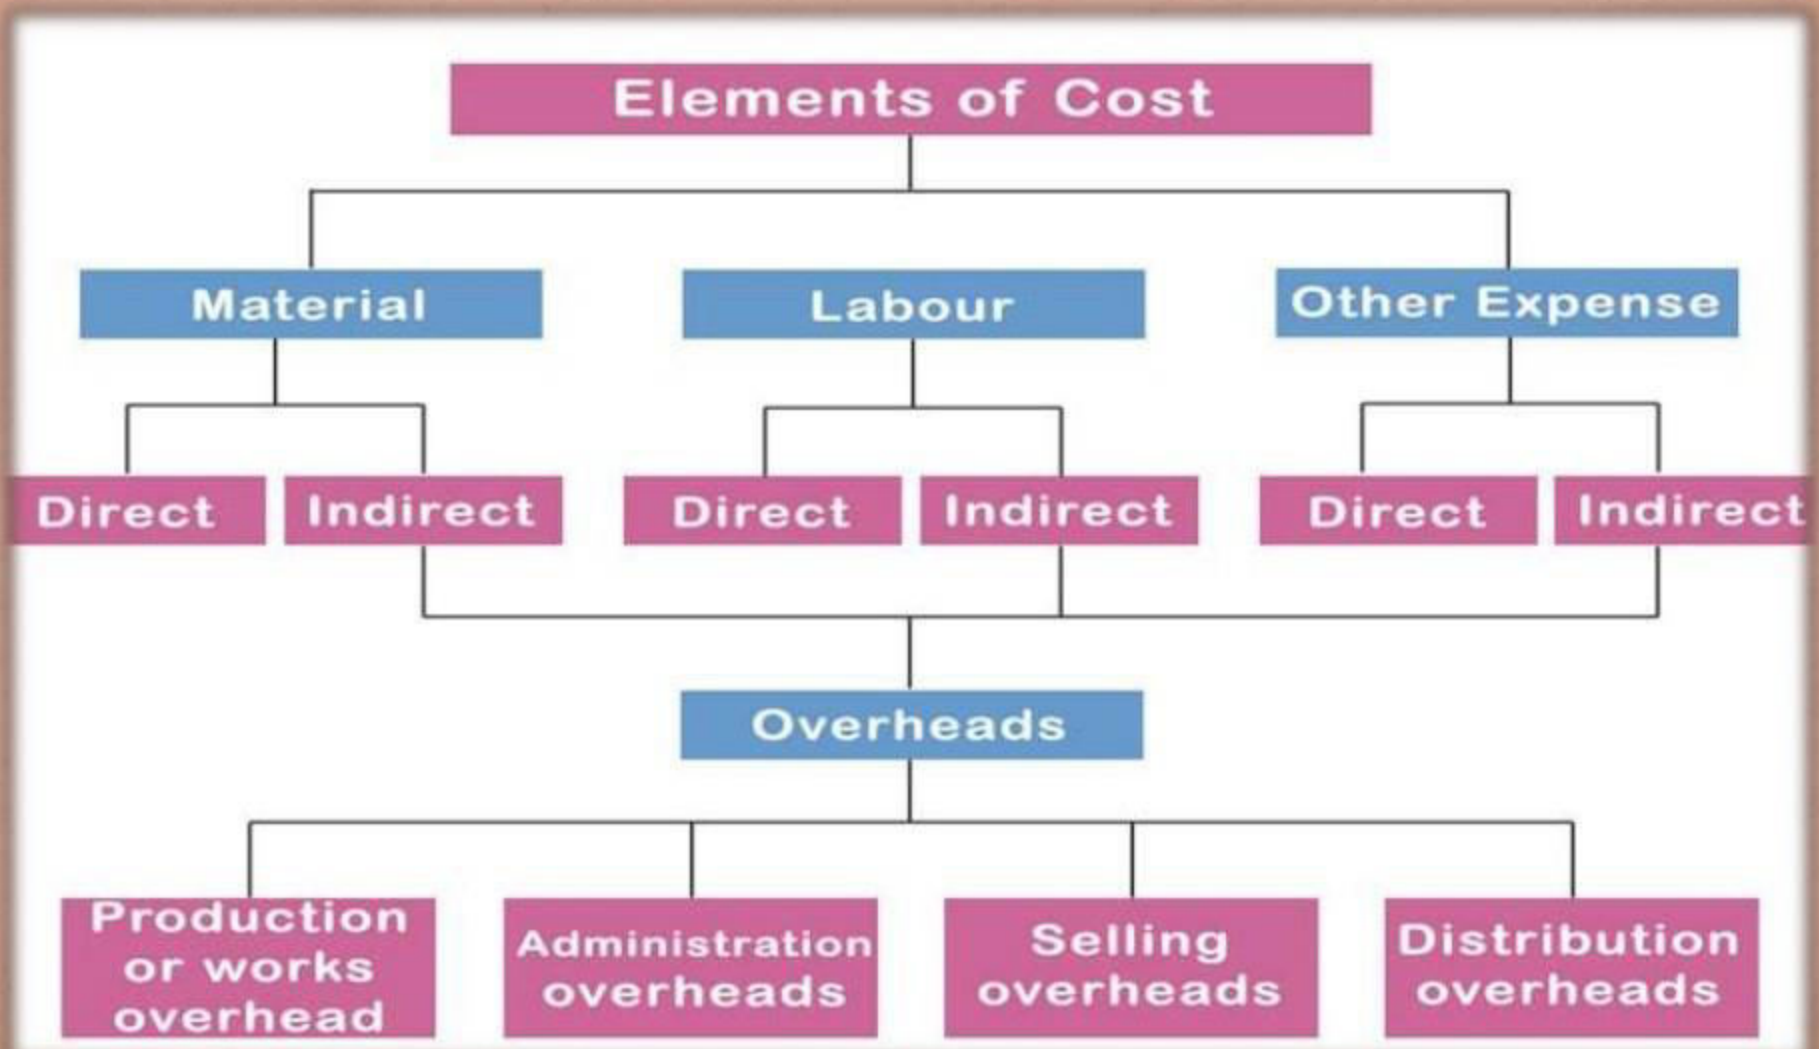 Elements of Cost
Material
Labour
Other Expense
Direct
Indirect
Direct
Indirect
Direct
Indirect
Overheads
Production
or works
overhead
Administration
overheads
Selling
overheads
Distribution
overheads